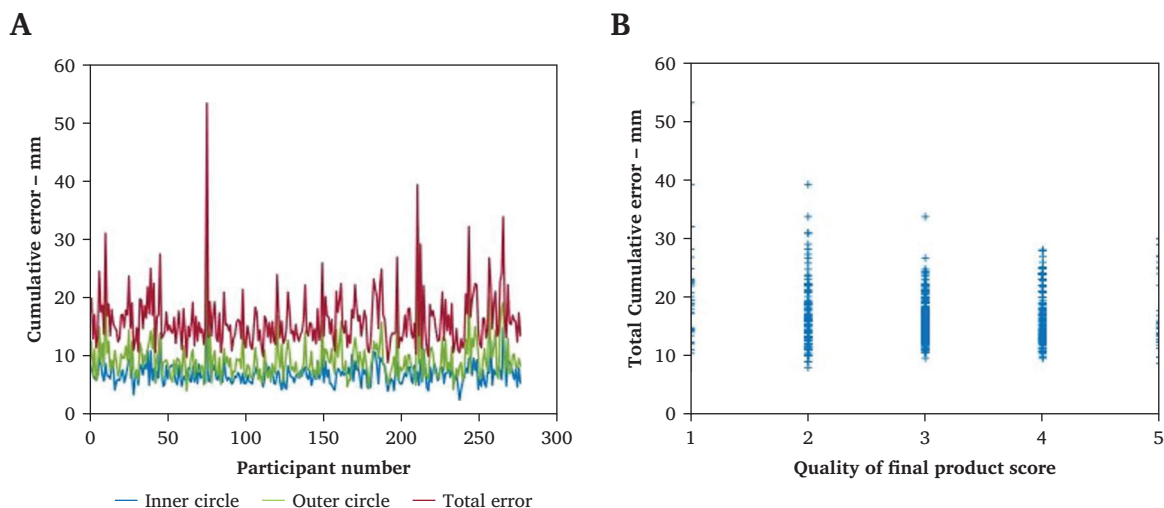 A
Cumulative error – mm
60
50
40
30
20
10
0
0 50 100 150 200 250 300
Participant number
Inner circle Outer circle Total error
B
Total Cumulative error – mm
60
50
40
30
20
10
0
1 2 3 4 5
Quality of final product score